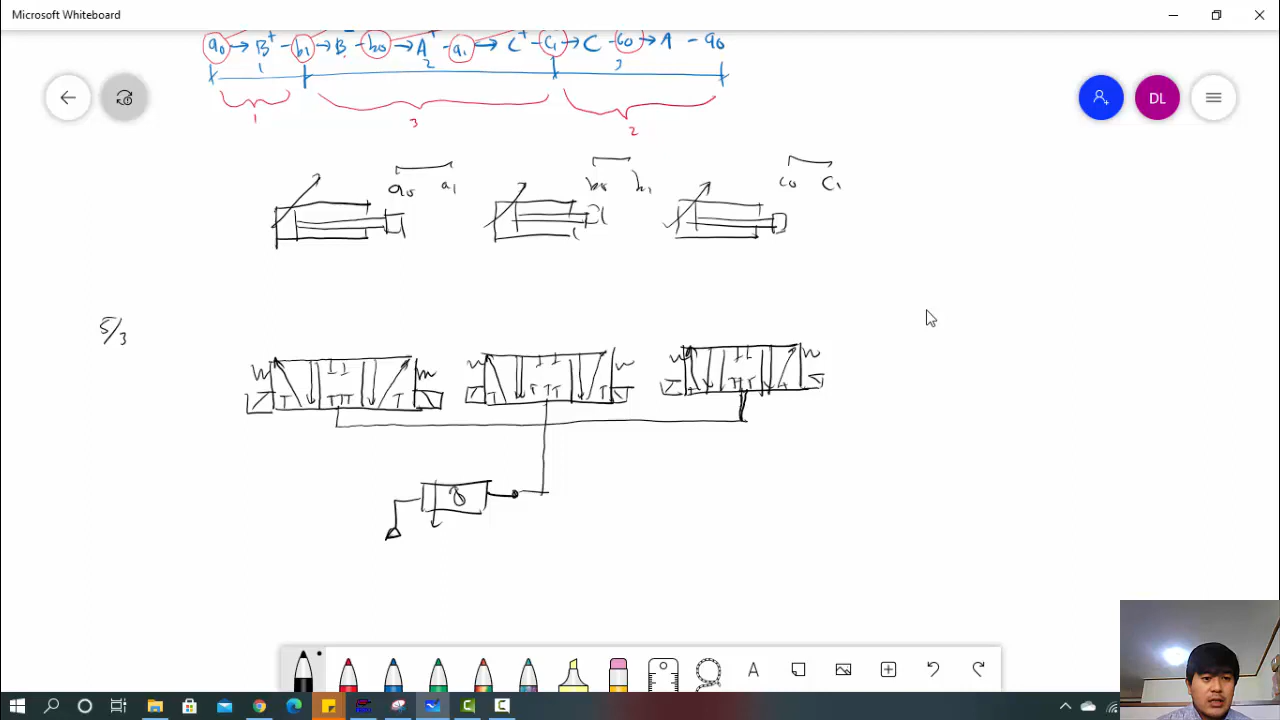 Microsoft Whiteboard
a0 → B+ - b1 → B - b0 → A+ - a1 → C+ - C1 → C - C0 → A - a0
1 2 3
1 3 2
a0 a1 b0 b1 C0 C1
5/3
DL
A